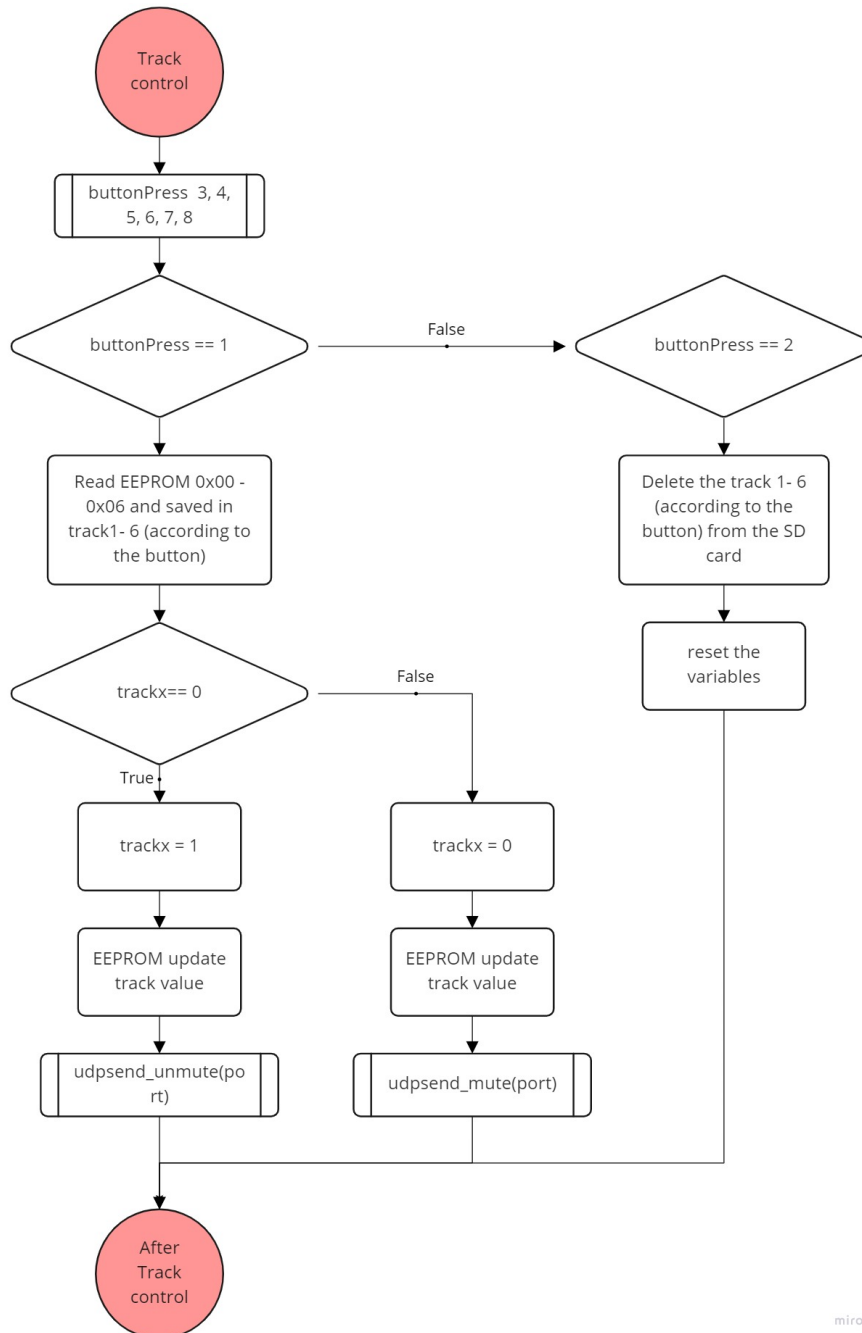 Track
control
buttonPress  3, 4,
5, 6, 7, 8
buttonPress == 1
False
buttonPress == 2
Read EEPROM 0x00 -
0x06 and saved in
track1- 6 (according to
the button)
Delete the track 1- 6
(according to the
button) from the SD
card
reset the
variables
trackx== 0
False
True
trackx = 1
trackx = 0
EEPROM update
track value
EEPROM update
track value
udpsend_unmute(po
rt)
udpsend_mute(port)
After
Track
control
miro